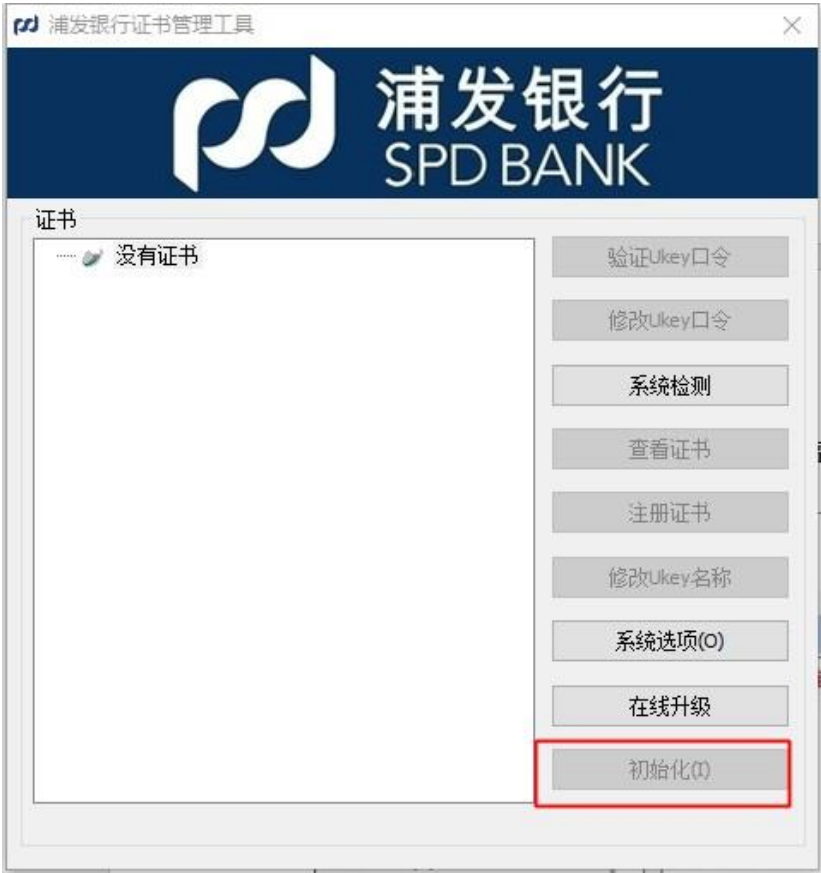 浦发银行证书管理工具
浦发银行
SPD BANK
证书
没有证书
验证Ukey口令
修改Ukey口令
系统检测
查看证书
注册证书
修改Ukey名称
系统选项(O)
在线升级
初始化(I)